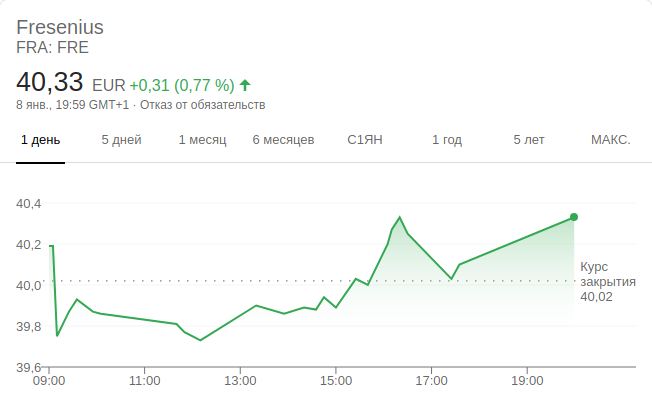 Fresenius
FRA: FRE
40,33 EUR +0,31 (0,77 %)
8 янв., 19:59 GMT+1 · Отказ от обязательств
1 день 5 дней 1 месяц 6 месяцев С1ЯН 1 год 5 лет МАКС.
40,4
40,2
40,0
39,8
39,6
Курс
закрытия
40,02
09:00 11:00 13:00 15:00 17:00 19:00